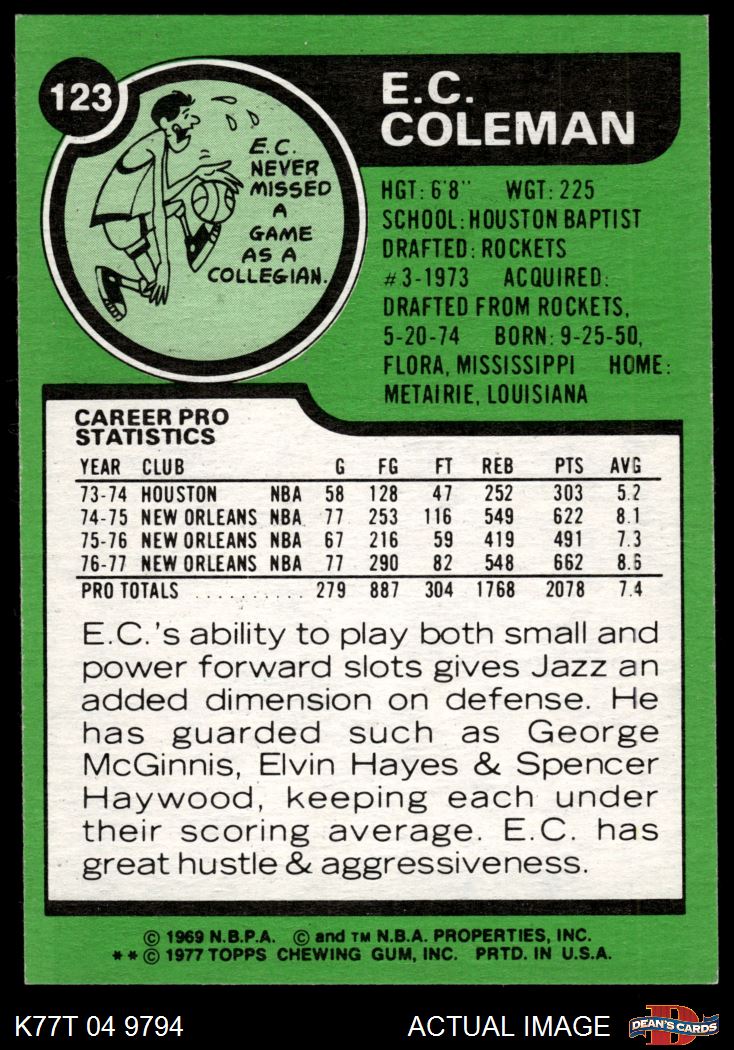 123
E.C.
COLEMAN
E.C.
NEVER
MISSED
A
GAME
AS A
COLLEGIAN.
HGT: 6'8" WGT: 225
SCHOOL: HOUSTON BAPTIST
DRAFTED: ROCKETS
#3-1973 ACQUIRED:
DRAFTED FROM ROCKETS,
5-20-74 BORN: 9-25-50,
FLORA, MISSISSIPPI HOME:
METAIRIE, LOUISIANA
CAREER PRO
STATISTICS
YEAR CLUB G FG FT REB PTS AVG
73-74 HOUSTON NBA 58 128 47 252 303 5.2
74-75 NEW ORLEANS NBA 77 253 116 549 622 8.1
75-76 NEW ORLEANS NBA 67 216 59 419 491 7.3
76-77 NEW ORLEANS NBA 77 290 82 548 662 8.6
PRO TOTALS .......... 279 887 304 1768 2078 7.4
E.C.'s ability to play both small and
power forward slots gives Jazz an
added dimension on defense. He
has guarded such as George
McGinnis, Elvin Hayes & Spencer
Haywood, keeping each under
their scoring average. E.C. has
great hustle & aggressiveness.
© 1969 N.B.P.A. © and TM N.B.A. PROPERTIES, INC.
** © 1977 TOPPS CHEWING GUM, INC. PRTD. IN U.S.A.
K77T 04 9794 ACTUAL IMAGE DEAN'S CARDS